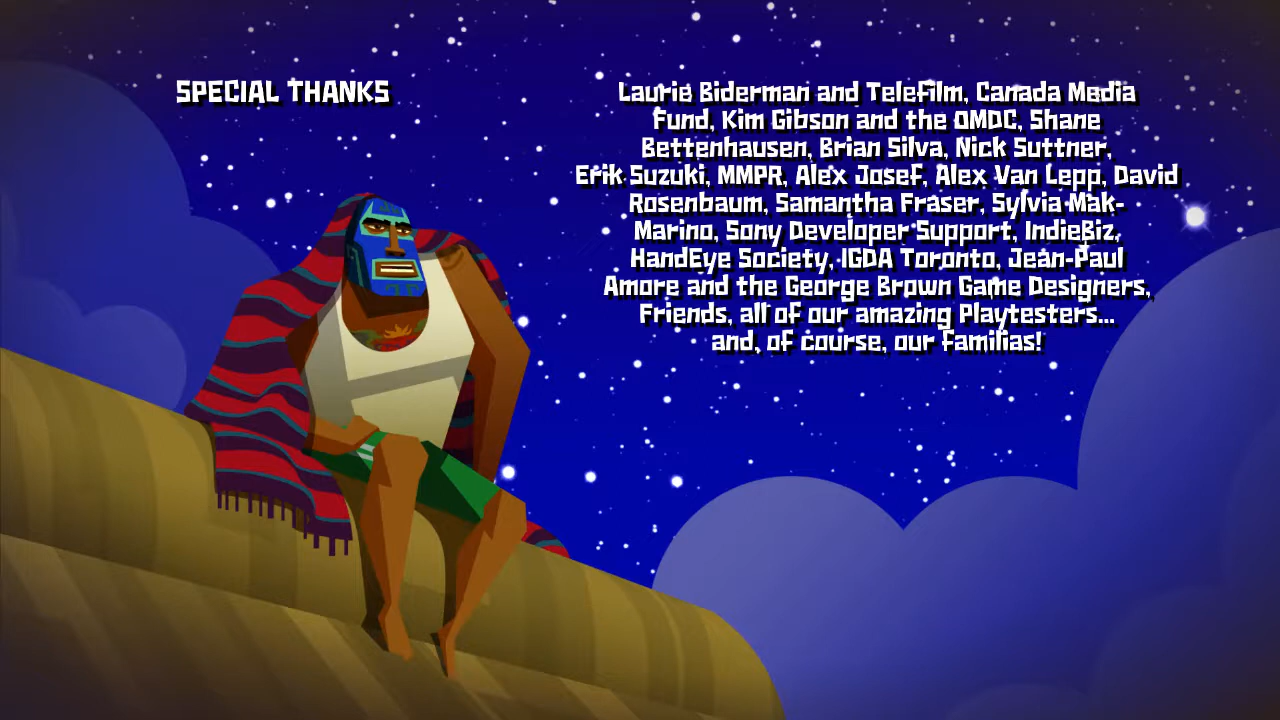 SPECIAL THANKS
Laurie Biderman and Telefilm, Canada Media
Fund, Kim Gibson and the OMDC, Shane
Bettenhausen, Brian Silva, Nick Suttner,
Erik Suzuki, MMPR, Alex Josef, Alex Van Lepp, David
Rosenbaum, Samantha Fraser, Sylvia Mak-
Marino, Sony Developer Support, IndieBiz,
HandEye Society, IGDA Toronto, Jean-Paul
Amore and the George Brown Game Designers,
Friends, all of our amazing Playtesters...
and, of course, our familias!